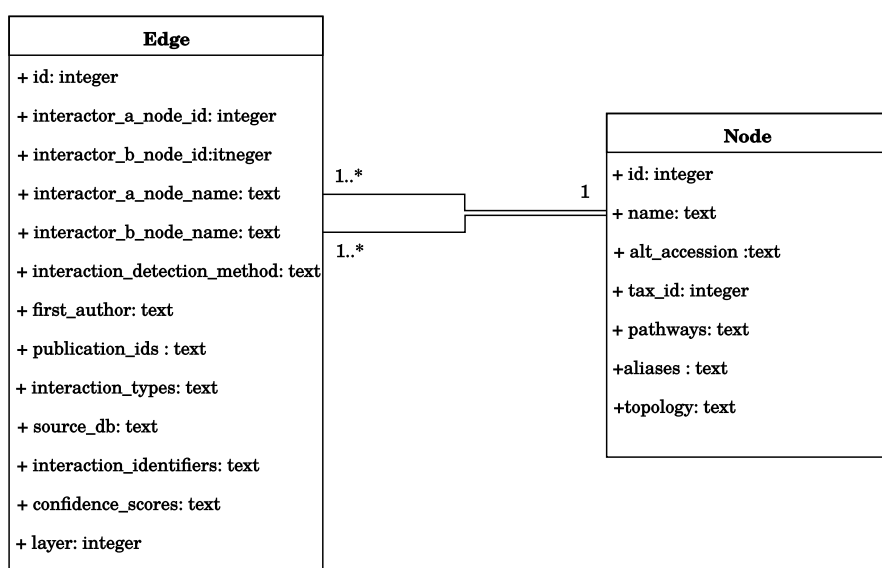 Edge
+ id: integer
+ interactor_a_node_id: integer
+ interactor_b_node_id:itneger
+ interactor_a_node_name: text
+ interactor_b_node_name: text
+ interaction_detection_method: text
+ first_author: text
+ publication_ids : text
+ interaction_types: text
+ source_db: text
+ interaction_identifiers: text
+ confidence_scores: text
+ layer: integer
1..*
1..*
1
Node
+ id: integer
+ name: text
+ alt_accession :text
+ tax_id: integer
+ pathways: text
+aliases : text
+topology: text